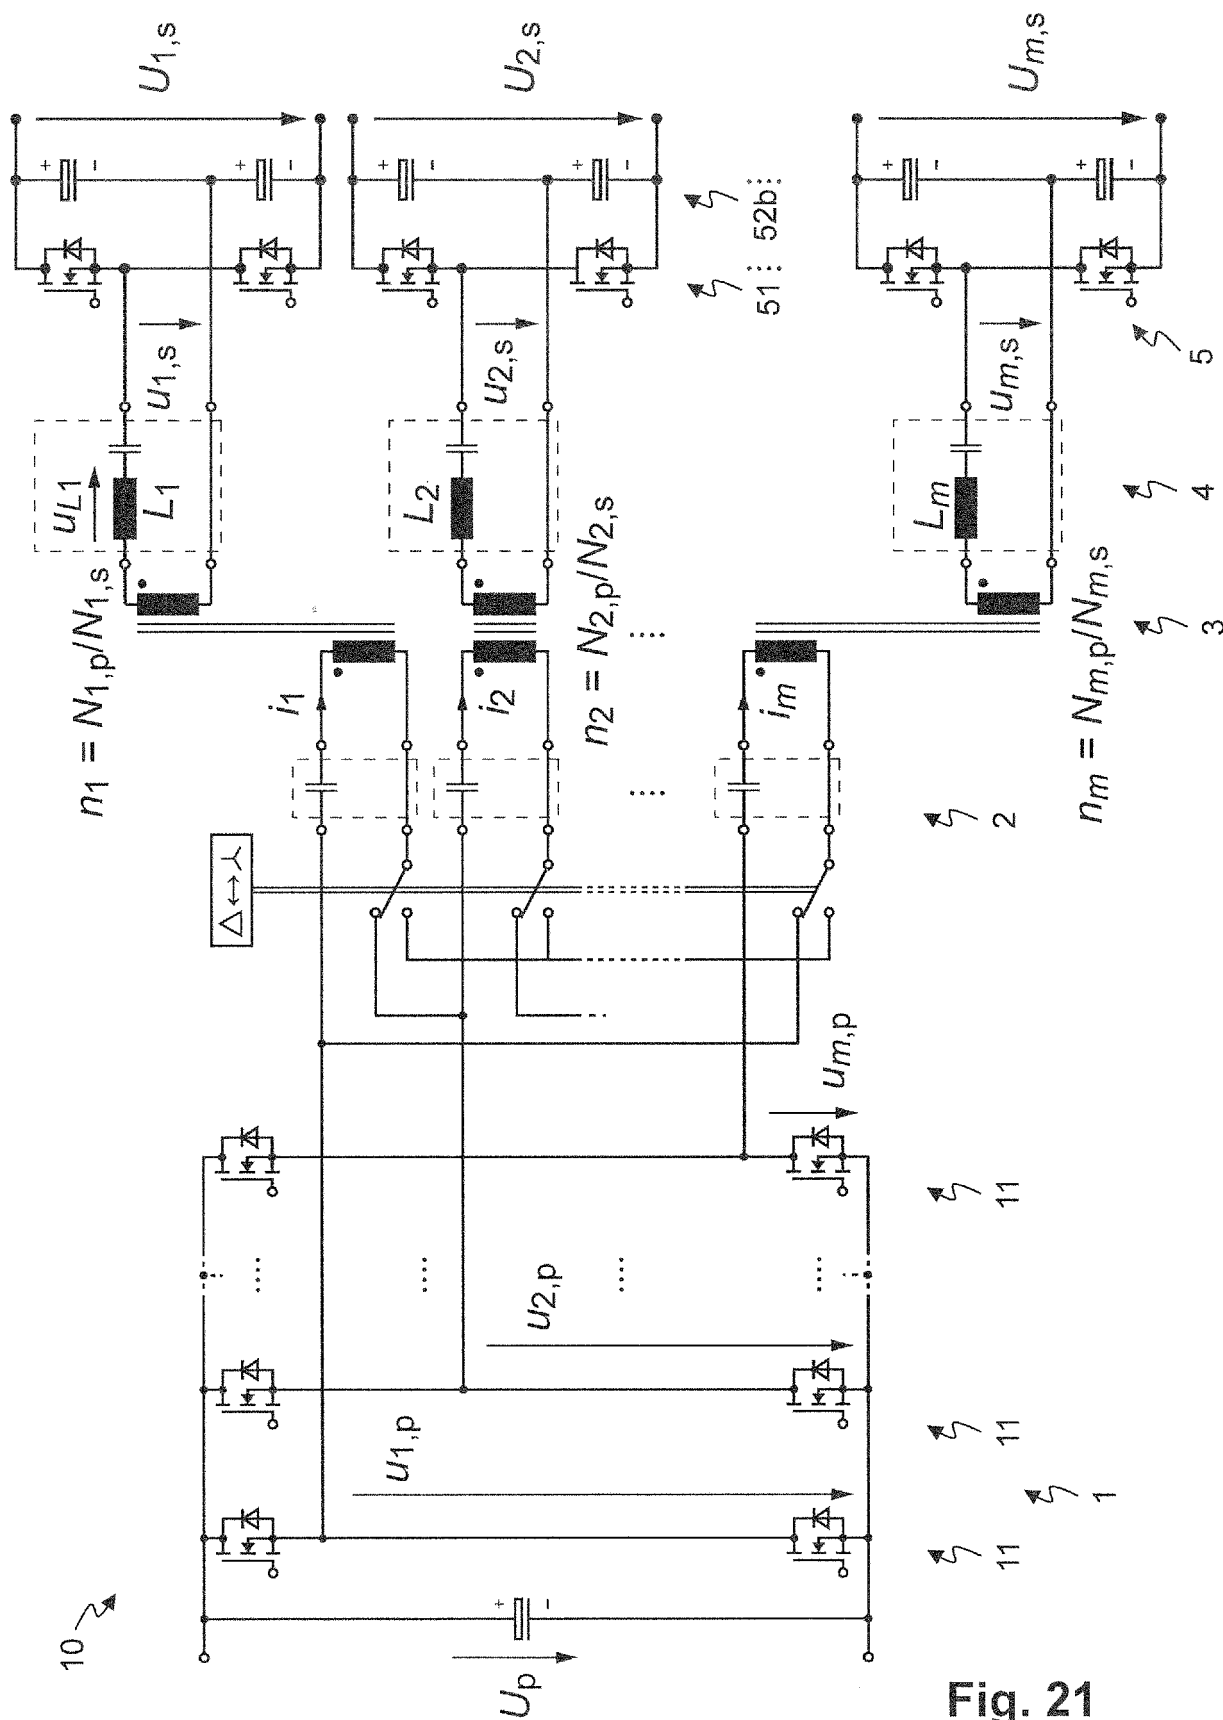 10
U1,s
U2,s
Um,s
uL1
L1
u1,s
L2
u2,s
Lm
um,s
51
52b
n1 = N1,p/N1,s
n2 = N2,p/N2,s
nm = Nm,p/Nm,s
i1
i2
im
Δ↔Y
Up
u1,p
u2,p
um,p
11
11
11
1
2
3
4
5
+
-
+
-
+
-
+
-
+
-
+
-
+
-
Fig. 21